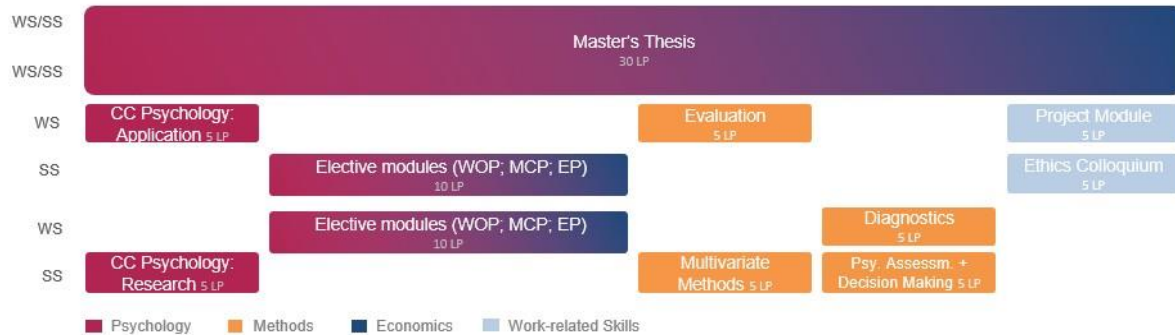 WS/SS
Master's Thesis
30 LP
WS/SS
WS
CC Psychology:
Application 5 LP
Evaluation
5 LP
Project Module
5 LP
SS
Elective modules (WOP; MCP; EP)
10 LP
Ethics Colloquium
5 LP
WS
Elective modules (WOP; MCP; EP)
10 LP
Diagnostics
5 LP
SS
CC Psychology:
Research 5 LP
Multivariate
Methods 5 LP
Psy. Assessm. +
Decision Making 5 LP
Psychology
Methods
Economics
Work-related Skills